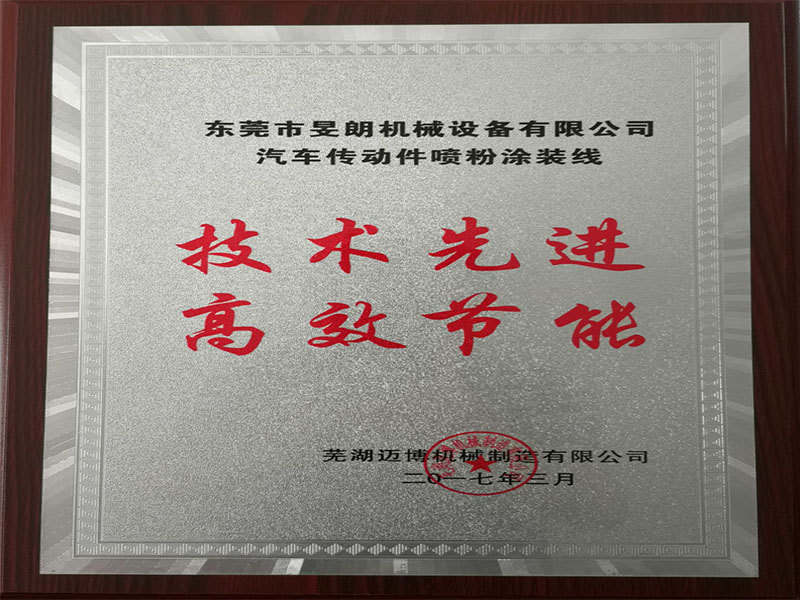 东莞市旻朗机械设备有限公司
汽车传动件喷粉涂装线
技术先进
高效节能
芜湖迈博机械制造有限公司
二〇一七年三月